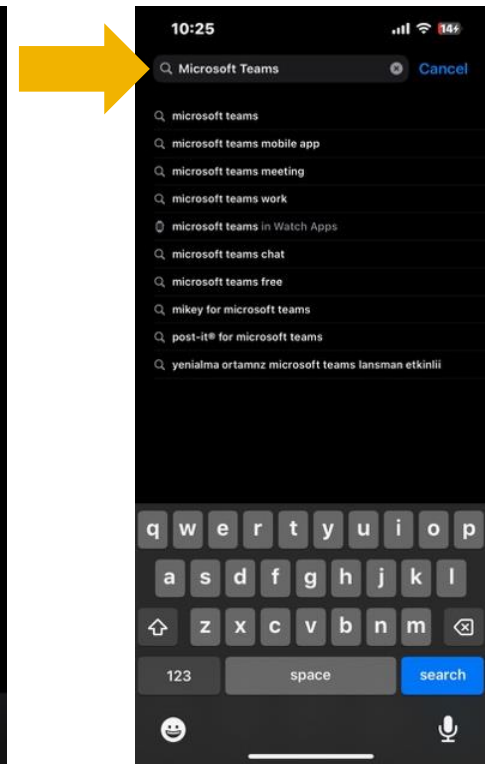 10:25
14
Microsoft Teams
Cancel
microsoft teams
microsoft teams mobile app
microsoft teams meeting
microsoft teams work
microsoft teams in Watch Apps
microsoft teams chat
microsoft teams free
mikey for microsoft teams
post-it® for microsoft teams
yenialma ortamnz microsoft teams lansman etkinlii
q w e r t y u i o p
a s d f g h j k l
z x c v b n m
123 space search